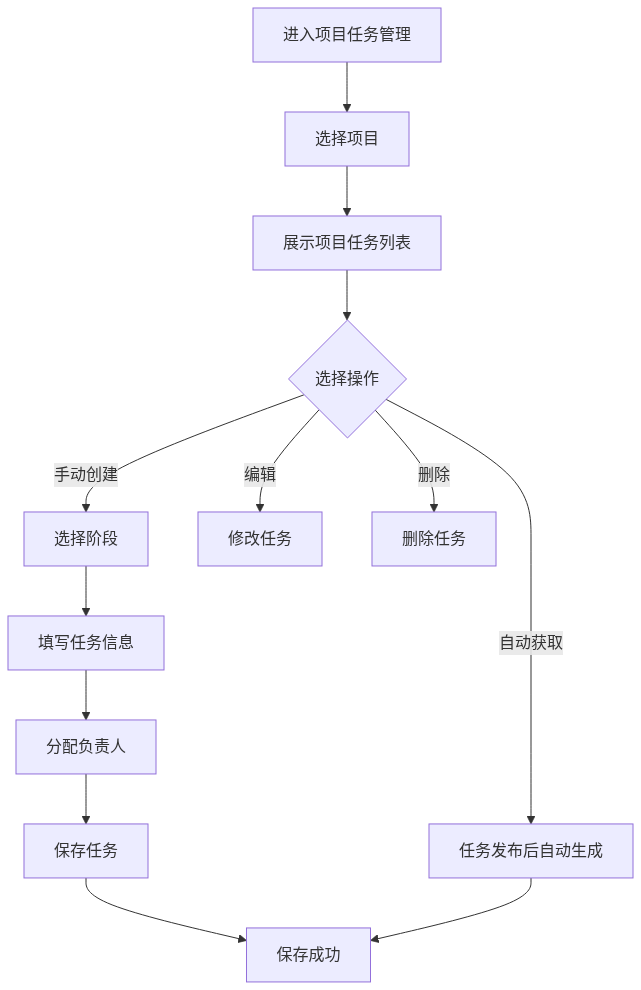 进入项目任务管理
选择项目
展示项目任务列表
选择操作
手动创建
编辑
删除
选择阶段
修改任务
删除任务
填写任务信息
自动获取
分配负责人
保存任务
任务发布后自动生成
保存成功